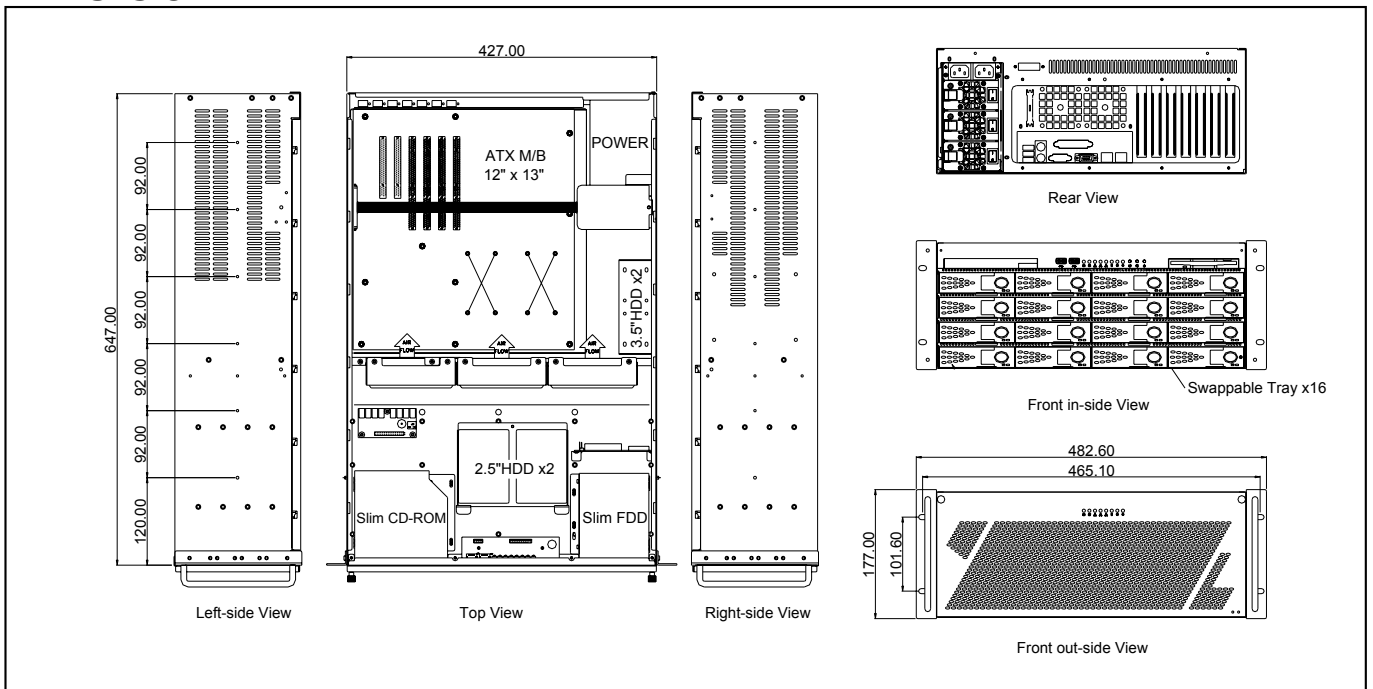 427.00
647.00
92.00
92.00
92.00
92.00
92.00
120.00
Left-side View
ATX M/B
12" x 13"
POWER
3.5"HDD x2
AIR
FLOW
AIR
FLOW
AIR
FLOW
2.5"HDD x2
Slim CD-ROM
Slim FDD
Top View
Right-side View
Rear View
Swappable Tray x16
Front in-side View
482.60
465.10
177.00
101.60
Front out-side View